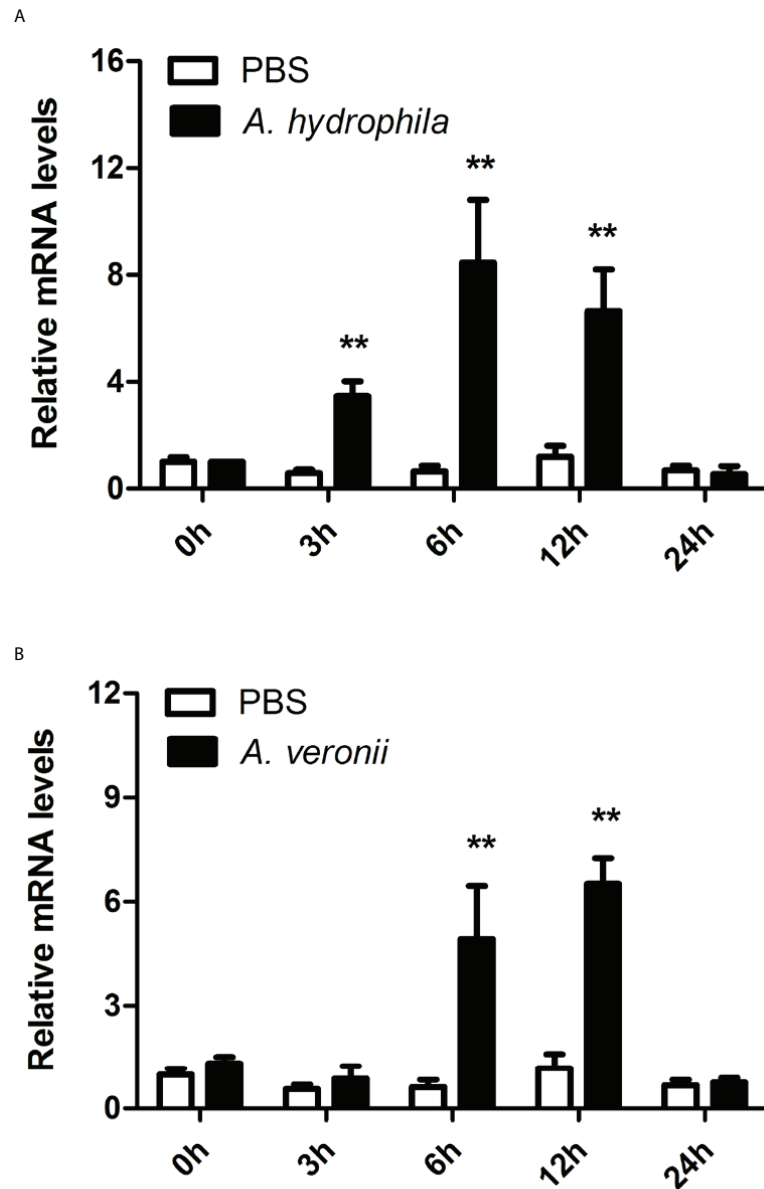 A
Relative mRNA levels
16
12
8
4
0
PBS
A. hydrophila
**
**
**
0h
3h
6h
12h
24h
B
Relative mRNA levels
12
9
6
3
0
PBS
A. veronii
**
**
0h
3h
6h
12h
24h